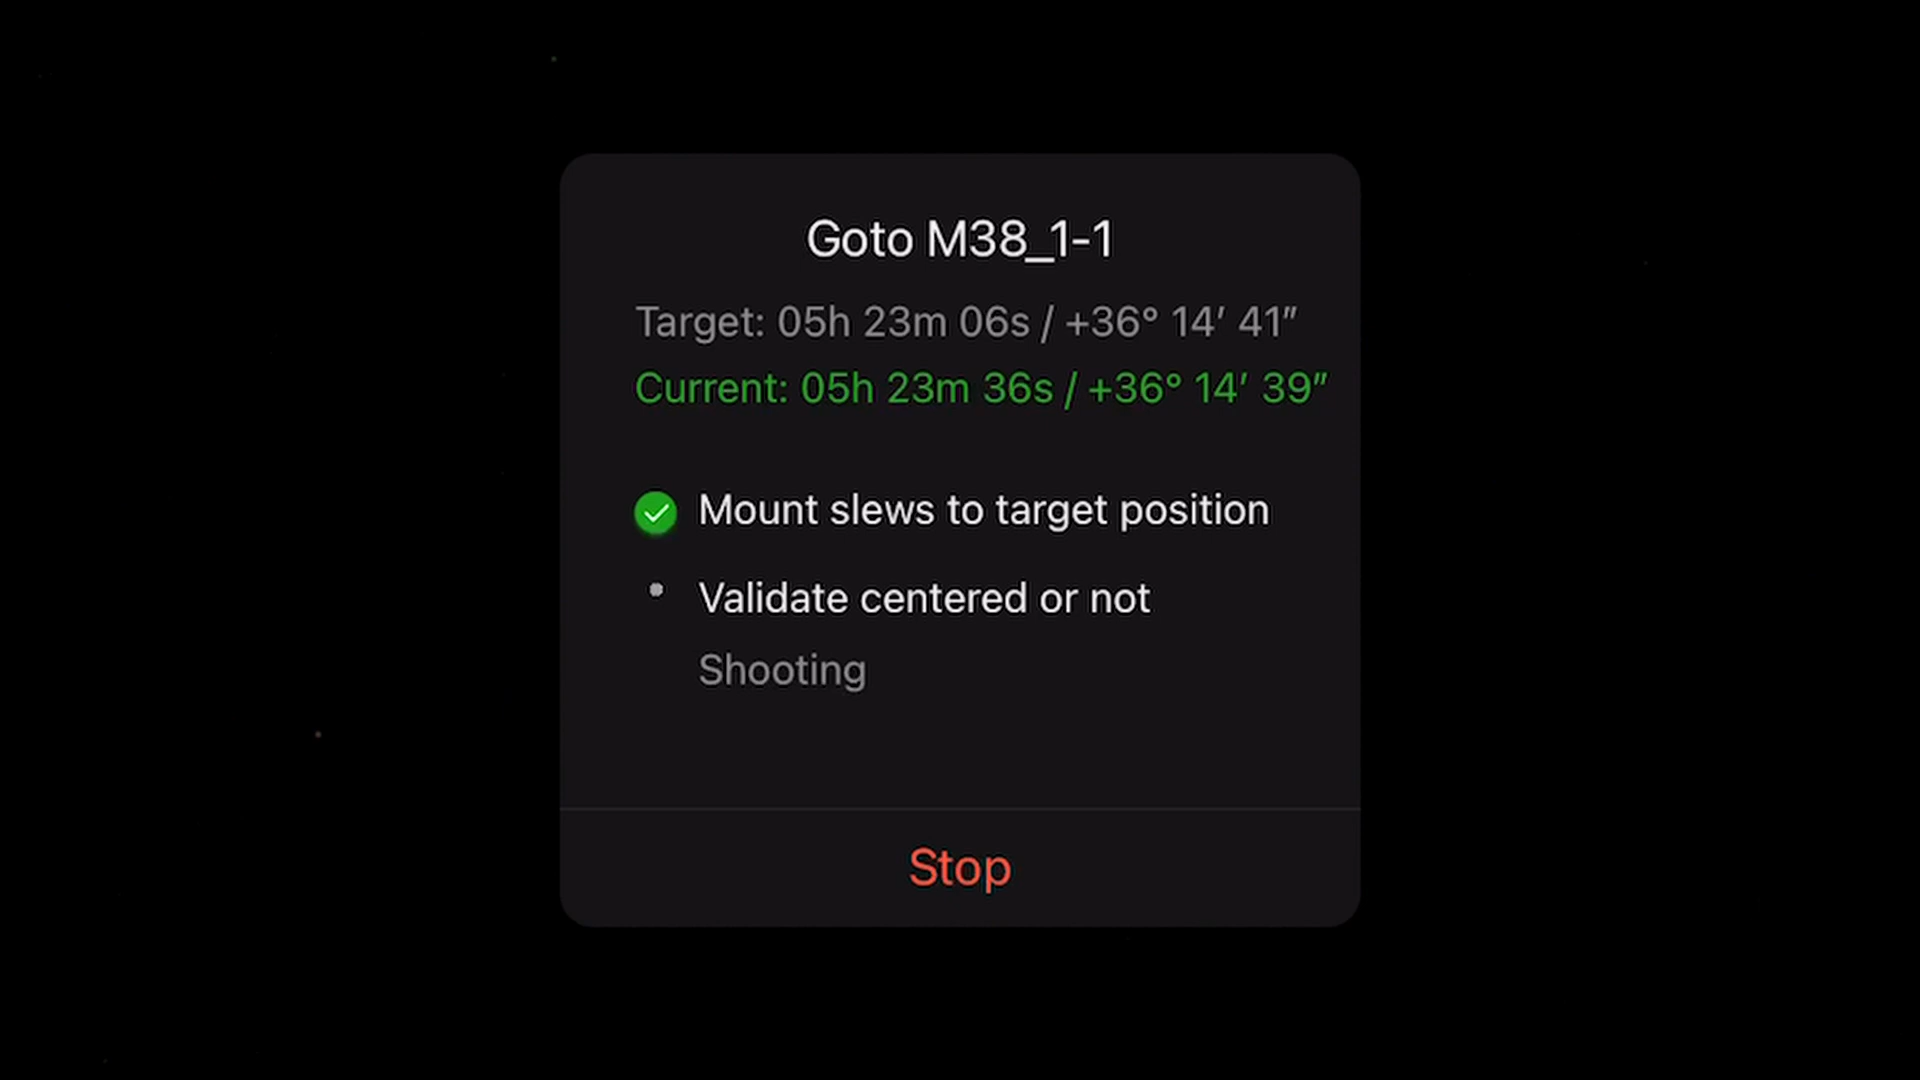 Goto M38_1-1
Target: 05h 23m 06s / +36° 14′ 41″
Current: 05h 23m 36s / +36° 14′ 39″
Mount slews to target position
Validate centered or not
Shooting
Stop